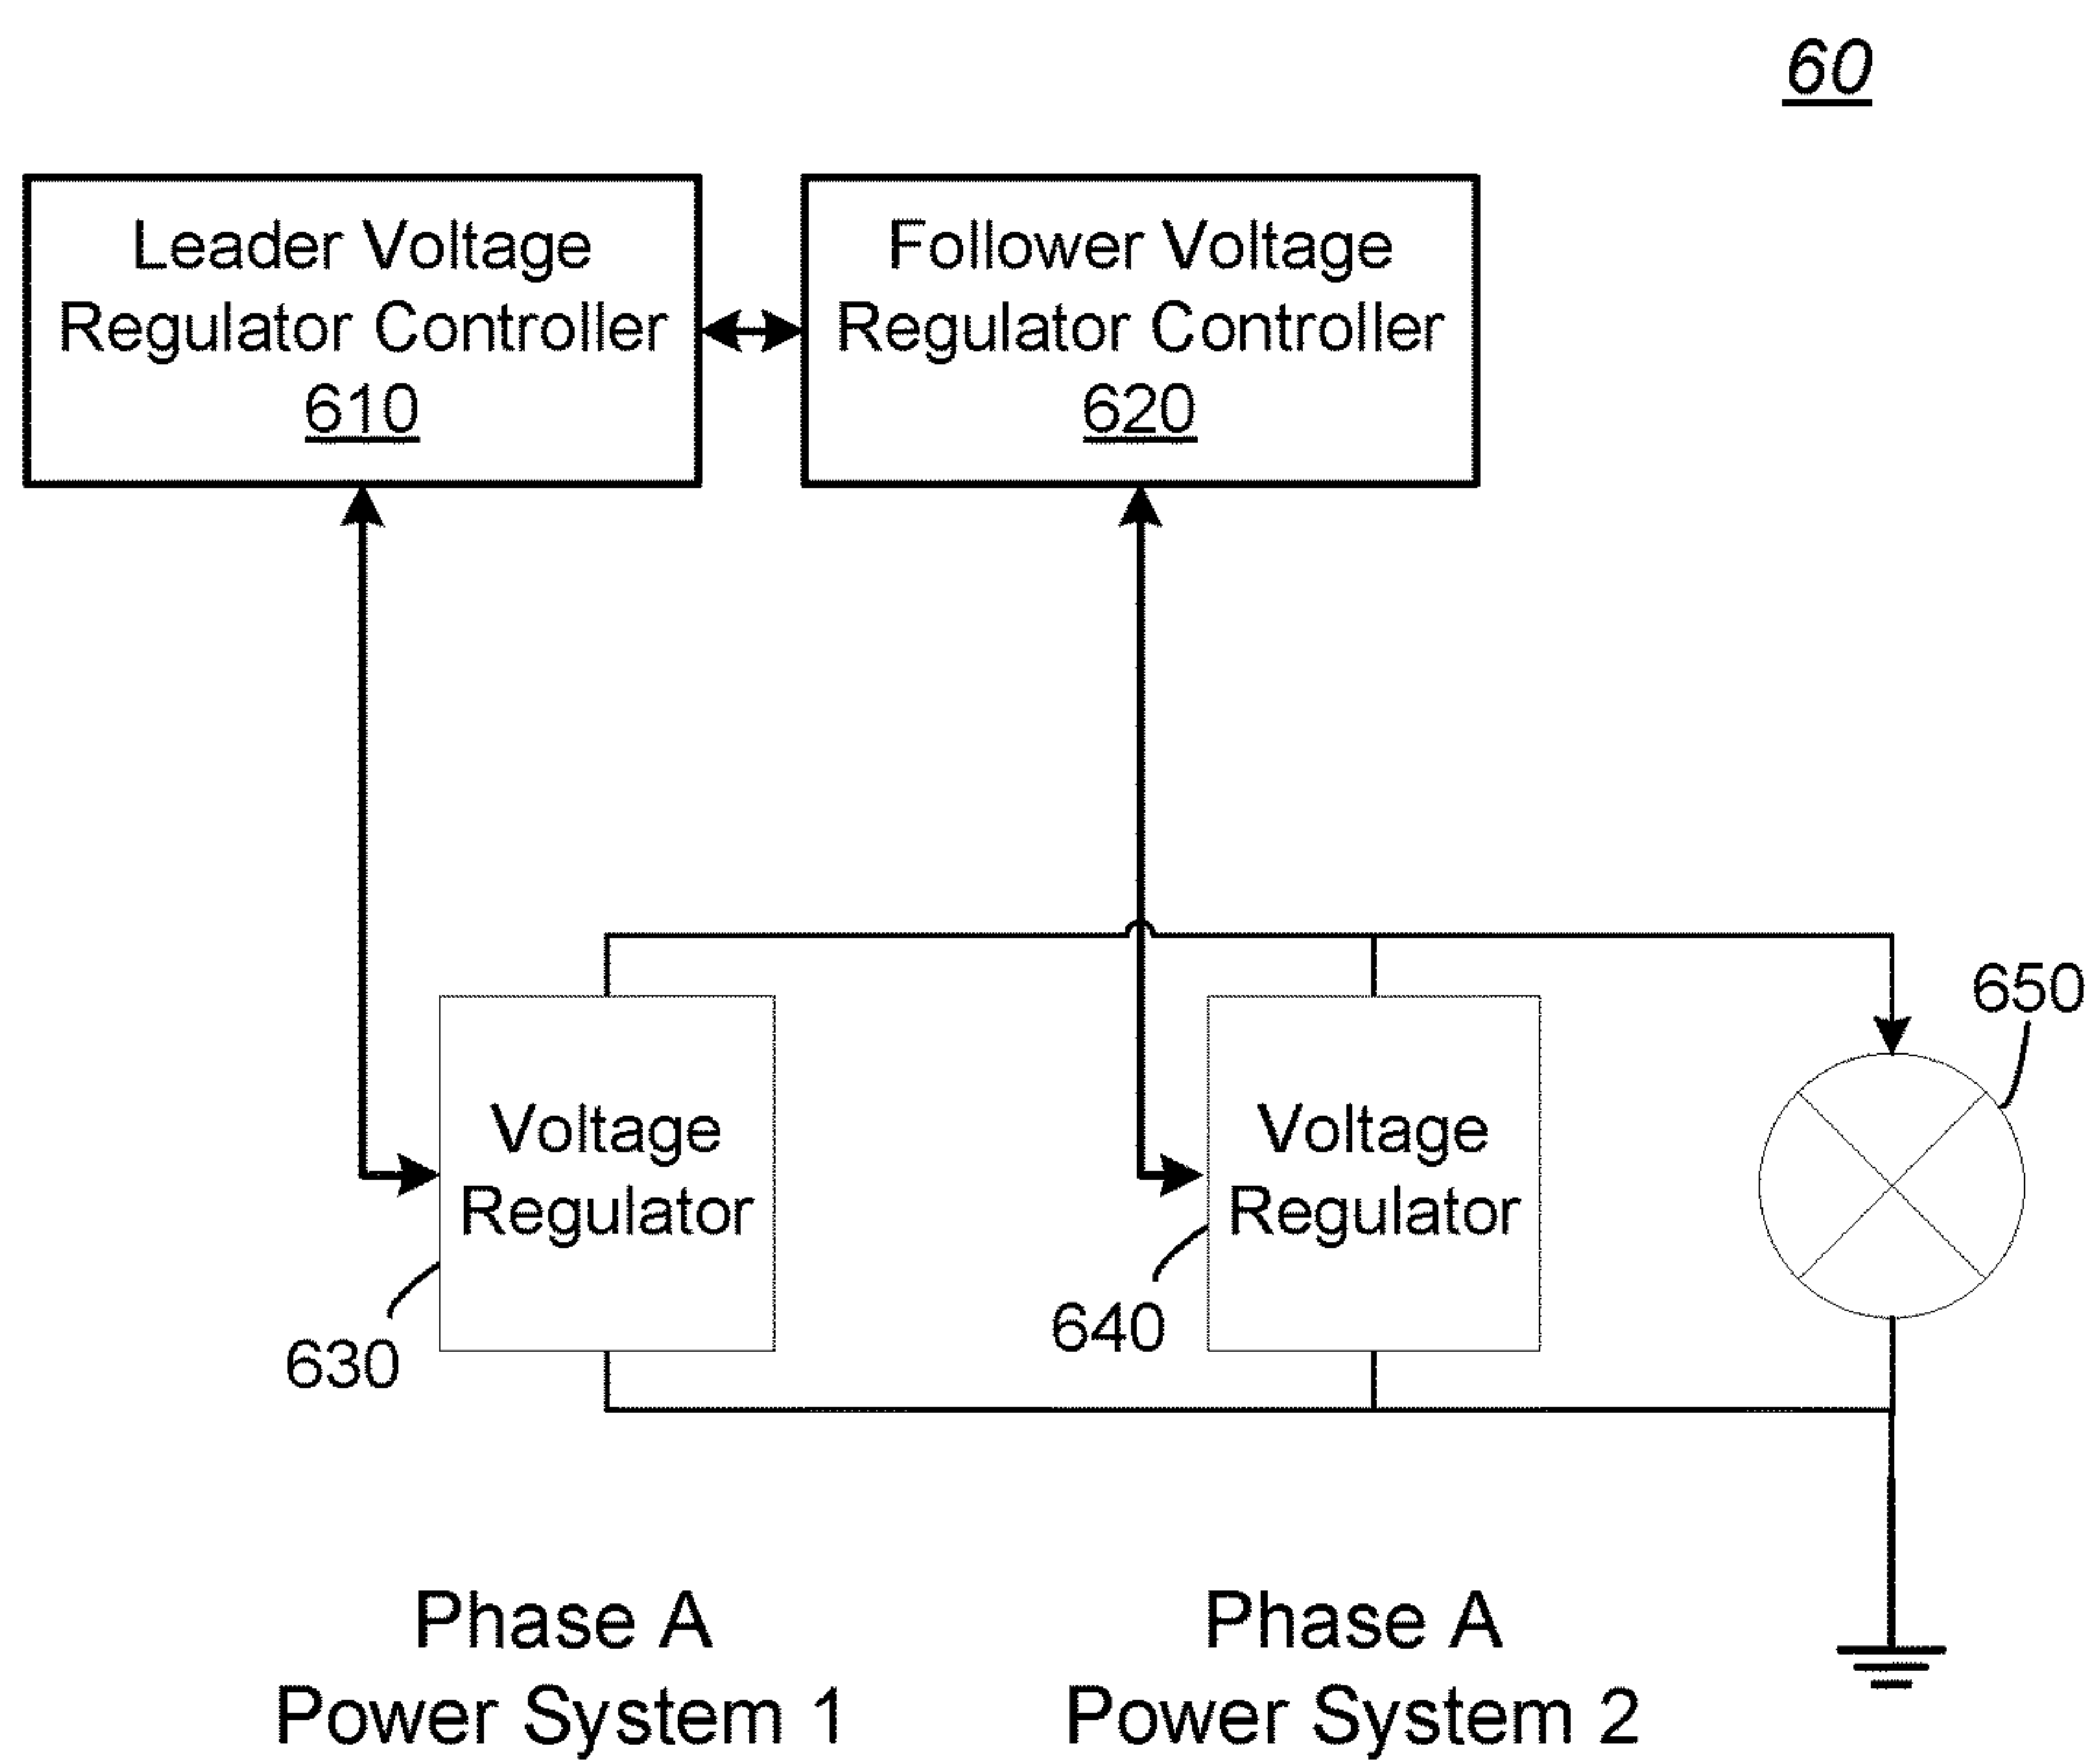 60
Leader Voltage
Regulator Controller
610
Follower Voltage
Regulator Controller
620
650
Voltage
Regulator
630
Voltage
Regulator
640
Phase A
Power System 1
Phase A
Power System 2